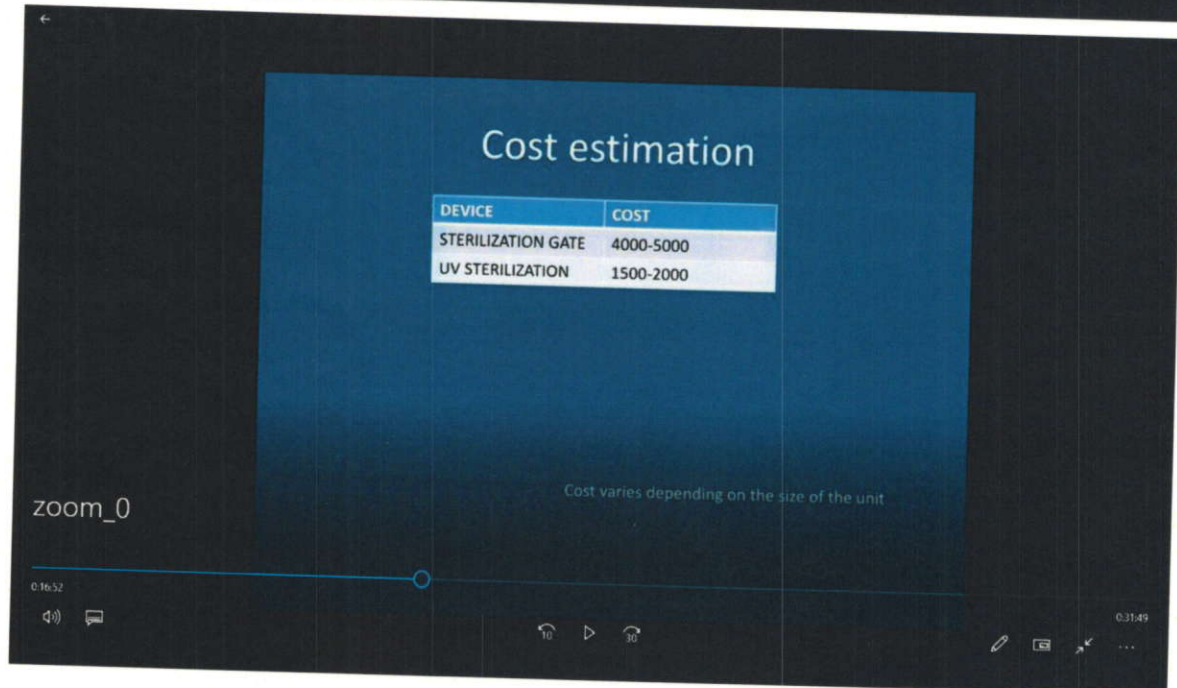 Cost estimation
DEVICE COST
STERILIZATION GATE 4000-5000
UV STERILIZATION 1500-2000
Cost varies depending on the size of the unit
zoom_0
0:16:52
0:31:49
10
30